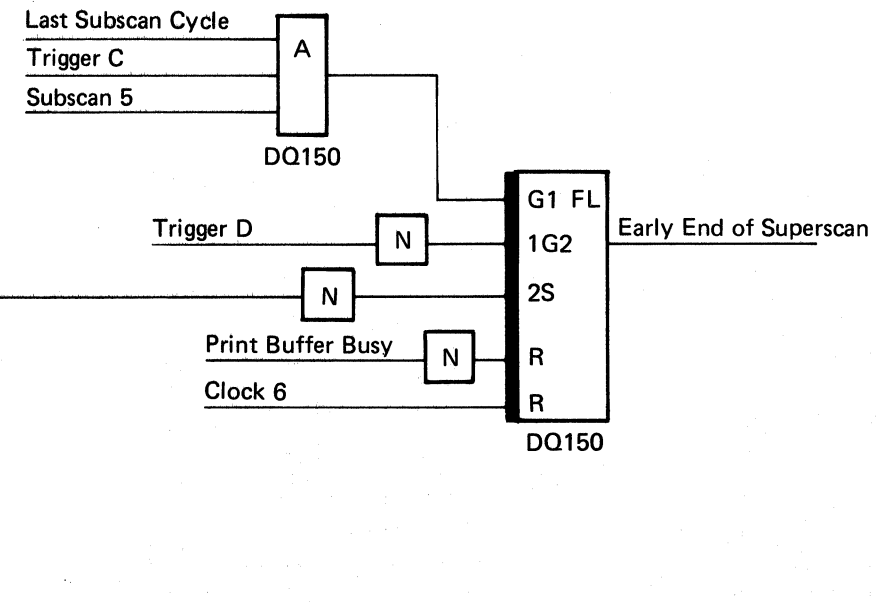 Last Subscan Cycle
Trigger C
Subscan 5
A
DQ150
G1 FL
Trigger D
N
1G2
Early End of Superscan
N
2S
Print Buffer Busy
N
R
Clock 6
R
DQ150